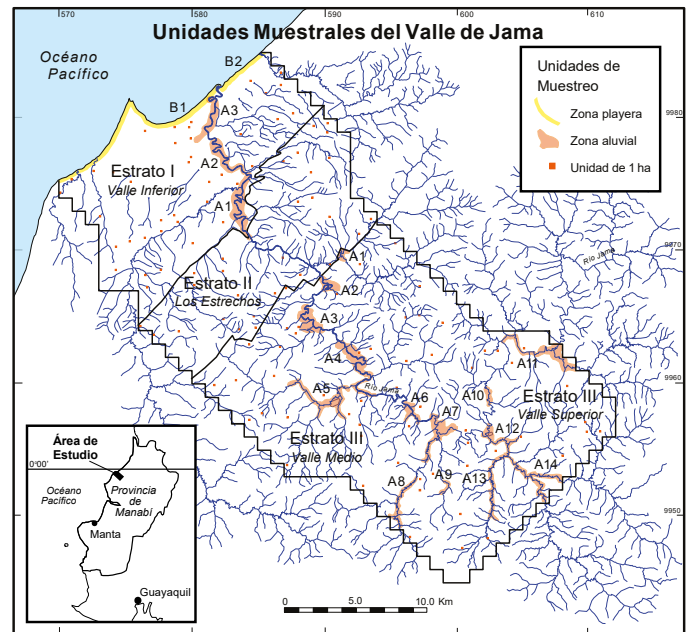 570
580
590
600
610
Unidades Muestrales del Valle de Jama
Océano
Pacífico
B2
B1
A3
A2
A1
Estrato I
Valle Inferior
Estrato II
Los Estrechos
Unidades de
Muestreo
Zona playera
Zona aluvial
Unidad de 1 ha
9980
9970
9960
9950
Río Jama
A1
A2
A3
A4
A5
Río Jama
A6
A7
A8
A9
A10
A11
A12
A13
A14
Estrato III
Valle Superior
Estrato III
Valle Medio
Área de
Estudio
0°00'
Océano
Pacífico
Provincia
de
Manabí
Manta
Guayaquil
0 5.0 10.0 Km